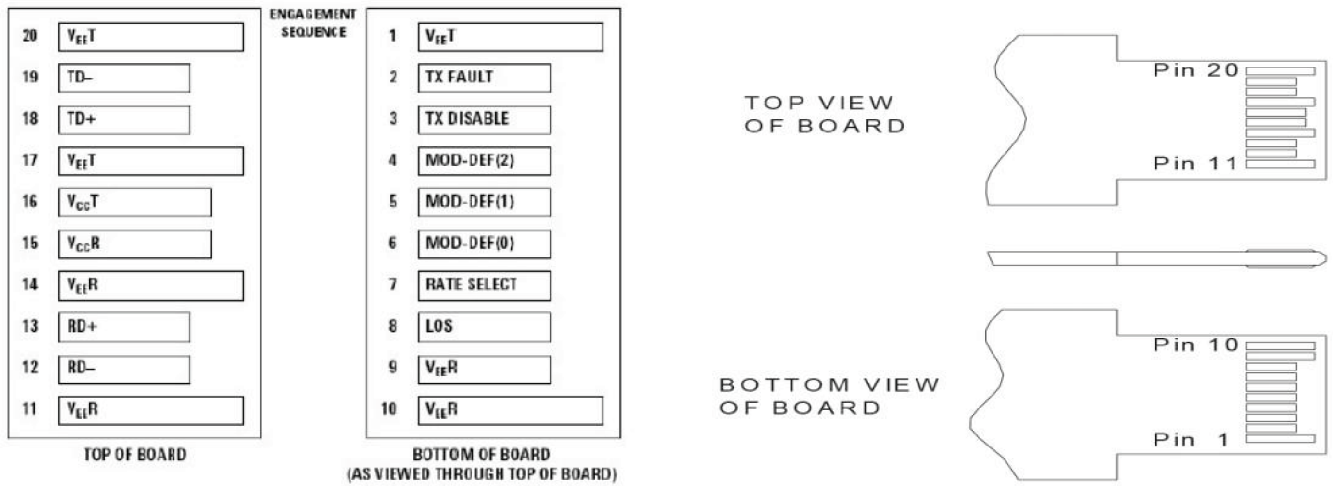 ENGAGEMENT
SEQUENCE
20 VEET
19 TD–
18 TD+
17 VEET
16 VCCT
15 VCCR
14 VEER
13 RD+
12 RD–
11 VEER
TOP OF BOARD
1 VEET
2 TX FAULT
3 TX DISABLE
4 MOD-DEF(2)
5 MOD-DEF(1)
6 MOD-DEF(0)
7 RATE SELECT
8 LOS
9 VEER
10 VEER
BOTTOM OF BOARD
(AS VIEWED THROUGH TOP OF BOARD)
TOP VIEW
OF BOARD
Pin 20
Pin 11
BOTTOM VIEW
OF BOARD
Pin 10
Pin 1